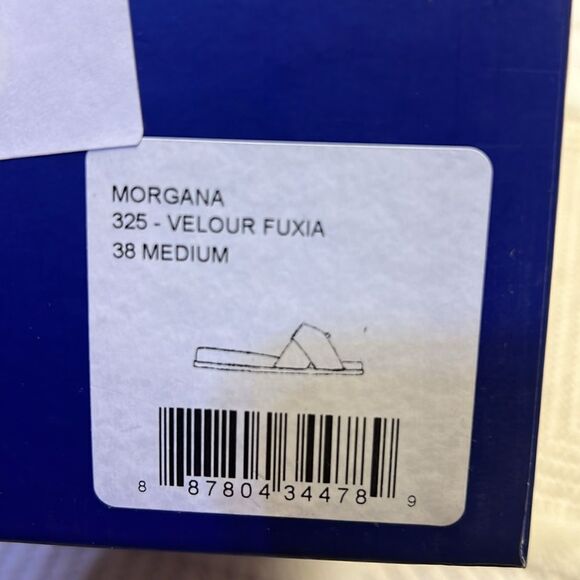 MORGANA
325 - VELOUR FUXIA
38 MEDIUM
8 87804 34478 9